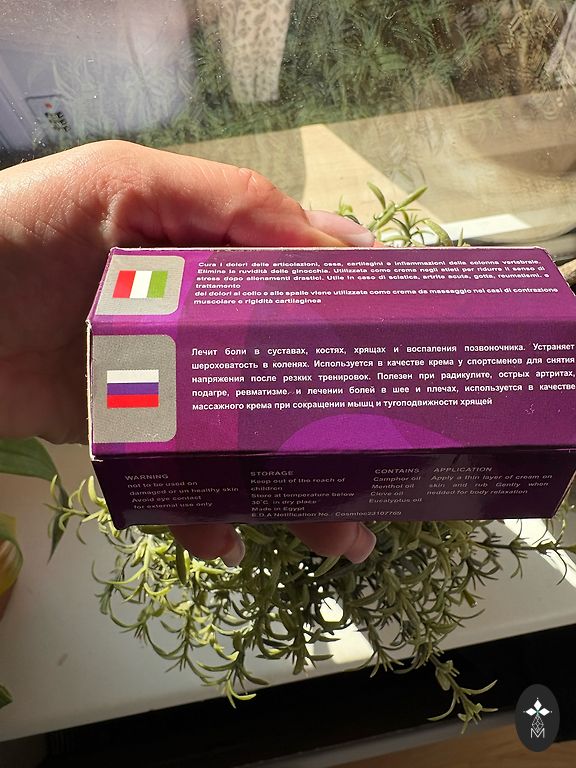 Cura i dolori delle articolazioni, ossa, cartilagini e infiammazioni della colonna vertebrale.
Elimina la ruvidità delle ginocchia. Utilizzata come crema negli atleti per ridurre il senso di
stress dopo allenamenti drastici. Utile in caso di sciatica, artrite acuta, gotta, reumatismi, e
trattamento
dei dolori al collo e alle spalle viene utilizzata come crema da massaggio nei casi di contrazione
muscolare o rigidità cartilaginea
Лечит боли в суставах, костях, хрящах и воспаления позвоночника. Устраняет
шероховатость в коленях. Используется в качестве крема у спортсменов для снятия
напряжения после резких тренировок. Полезен при радикулите, острых артритах,
подагре, ревматизме. и лечении болей в шее и плечах, используется в качестве
массажного крема при сокращении мышц и тугоподвижности хрящей
WARNING
not to be used on
damaged or un healthy skin
Avoid eye contact
for external use only
STORAGE
Keep out of the reach of
children
Store at temperature below
30°C in dry place
Made in Egypt
E.D.A Notification No.: Cosmfec23107769
CONTAINS
Camphor oil
Menthol oil
Clove oil
Eucalyptus oil
APPLICATION
Apply a thin layer of cream on
skin and rub Gently when
nedded for body relaxation
M